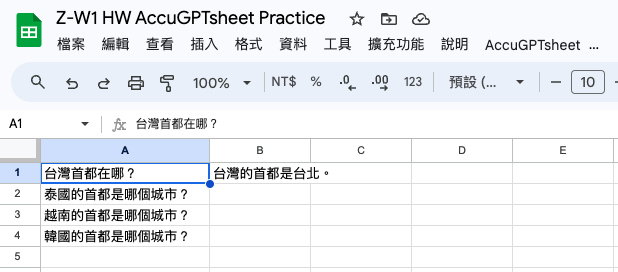 Z-W1 HW AccuGPTsheet Practice
檔案 編輯 查看 插入 格式 資料 工具 擴充功能 說明 AccuGPTsheet ...
100% NT$ % .0 .00 123 預設 (... 10
A1 fx 台灣首都在哪？
A B C D E
1 台灣首都在哪？ 台灣的首都是台北。
2 泰國的首都是哪個城市？
3 越南的首都是哪個城市？
4 韓國的首都是哪個城市？
5